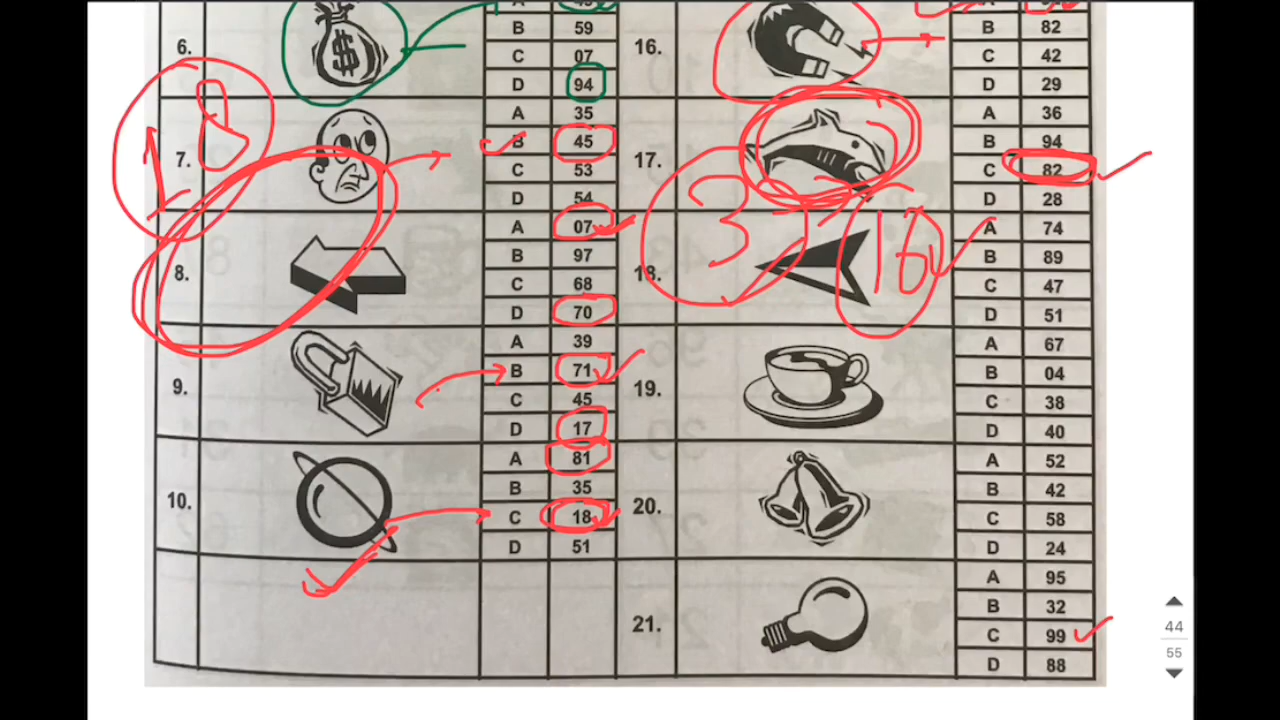 A
B 59
6. $ C 07
D 94
A 35
B 45
7. C 53
D 54
A 07
B 97
8. C 68
D 70
A 39
B 71
9. C 45
D 17
A 81
B 35
10. C 18
D 51
A
B 82
16. C 42
D 29
A 36
B 94
17. C 82
D 28
A 74
B 89
18. C 47
D 51
A 67
B 04
19. C 38
D 40
A 52
B 42
20. C 58
D 24
A 95
B 32
21. C 99
D 88
18
3
44
55